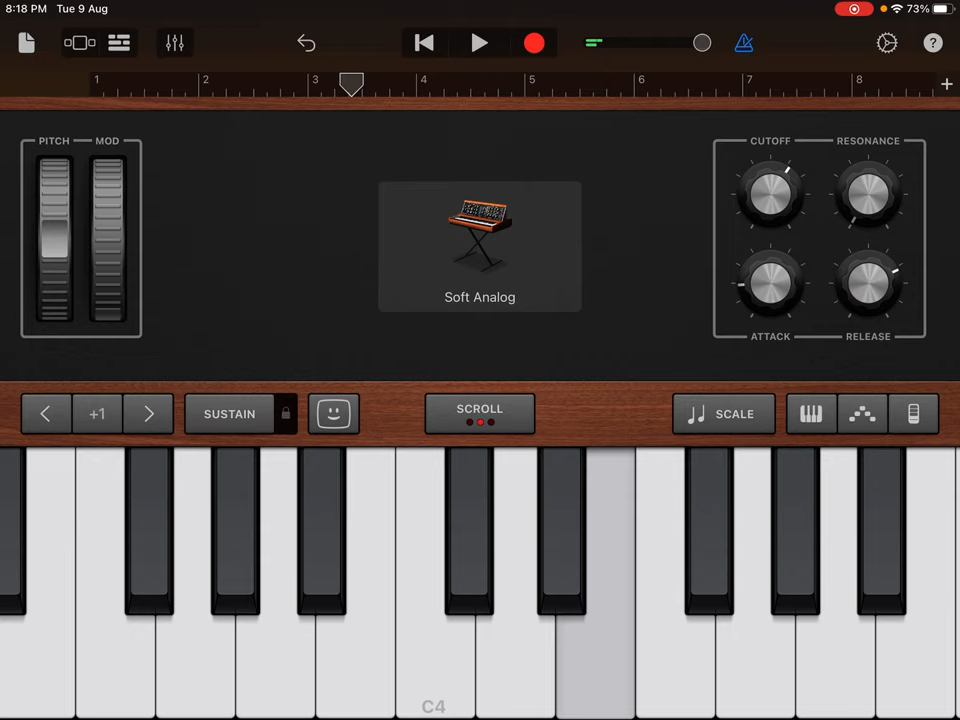 8:18 PM Tue 9 Aug
73%
?
1 2 3 4 5 6 7 8 +
PITCH MOD
CUTOFF RESONANCE
Soft Analog
ATTACK RELEASE
+1
SUSTAIN
SCROLL
SCALE
C4